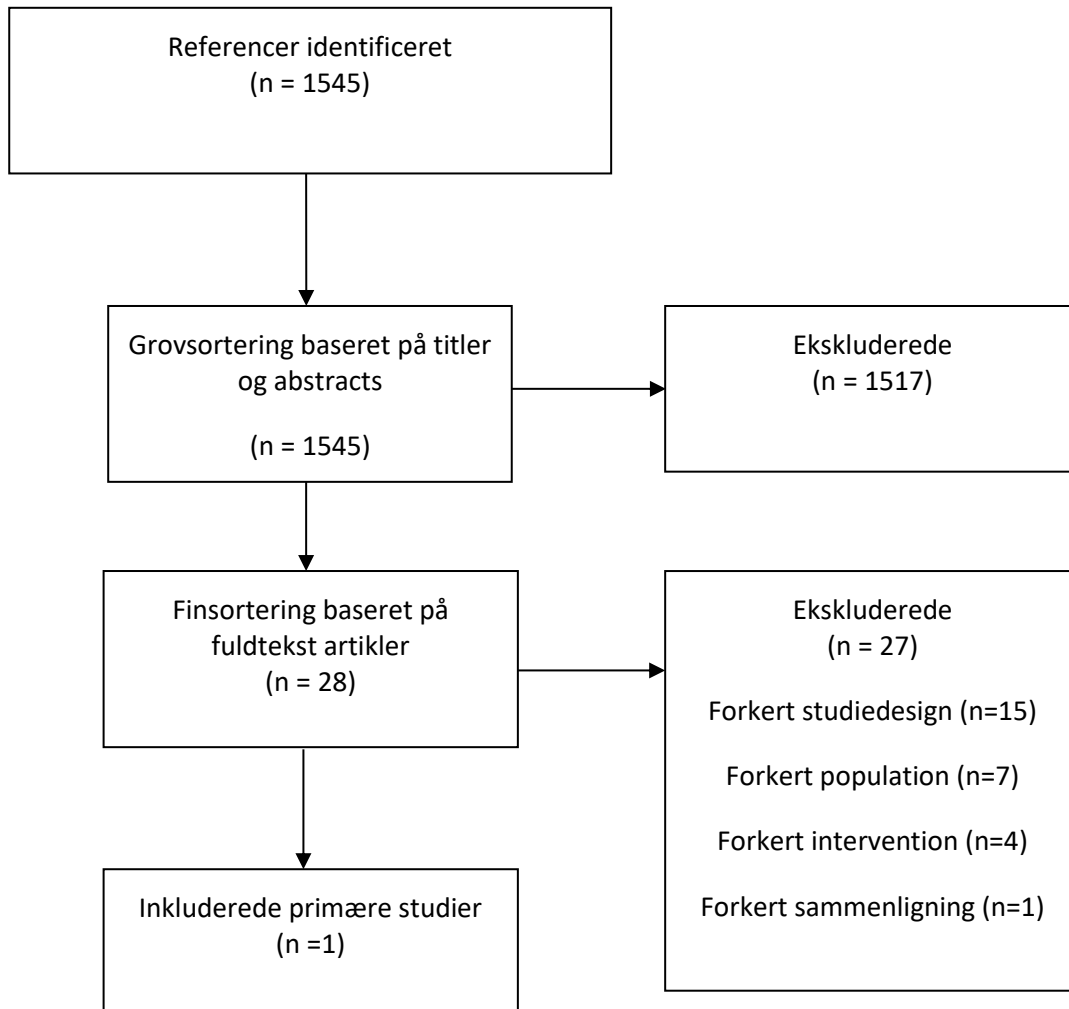 Referencer identificeret
(n = 1545)
Grovsortering baseret på titler
og abstracts
(n = 1545)
Ekskluderede
(n = 1517)
Finsortering baseret på
fuldtekst artikler
(n = 28)
Ekskluderede
(n = 27)
Forkert studiedesign (n=15)
Forkert population (n=7)
Forkert intervention (n=4)
Forkert sammenligning (n=1)
Inkluderede primære studier
(n =1)